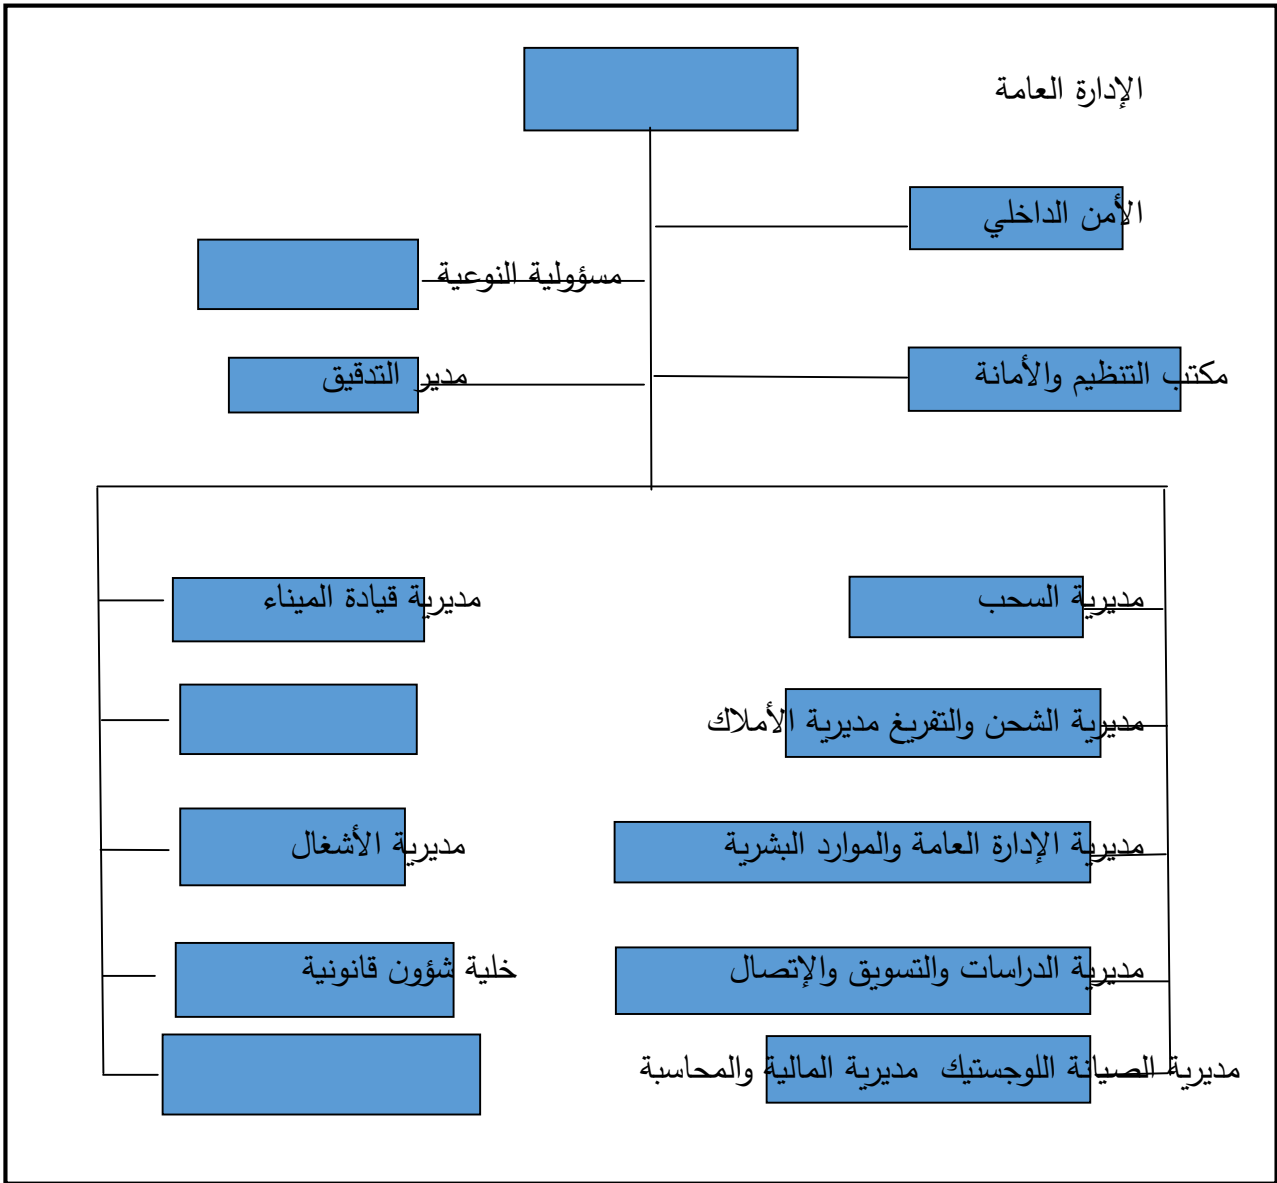 الإدارة العامة
الأمن الداخلي
مسؤولية النوعية
مكتب التنظيم والأمانة
مدير التدقيق
مديرية السحب
مديرية قيادة الميناء
مديرية الشحن والتفريغ مديرية الأملاك
مديرية الإدارة العامة والموارد البشرية
مديرية الأشغال
مديرية الدراسات والتسويق والإتصال
خلية شؤون قانونية
مديرية الصيانة اللوجستيك مديرية المالية والمحاسبة